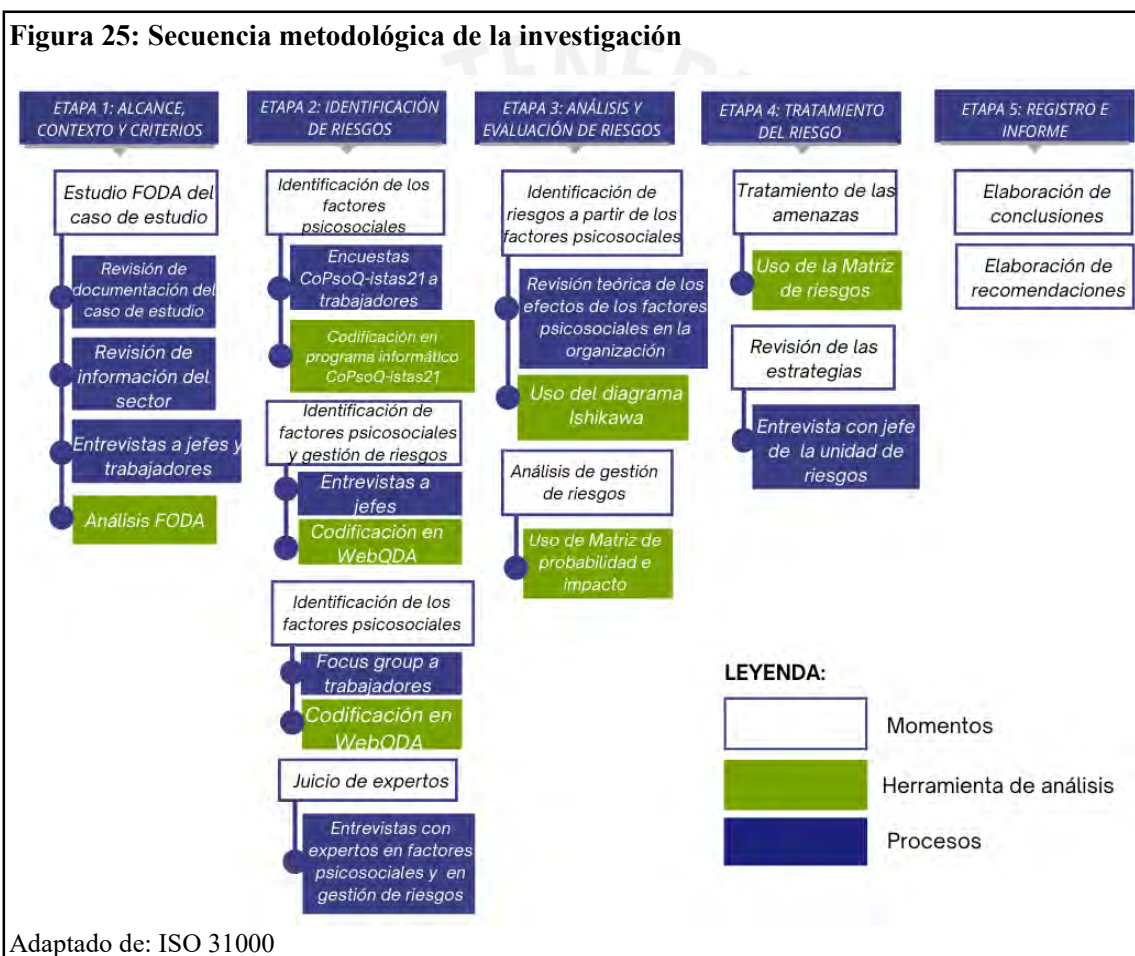 Figura 25: Secuencia metodológica de la investigación
TENEB
ETAPA 1: ALCANCE,
CONTEXTO Y CRITERIOS
Estudio FODA del
caso de estudio
Revisión de
documentación del
caso de estudio
Revisión de
información del
sector
Entrevistas a jefes y
trabajadores
Análisis FODA
ETAPA 2: IDENTIFICACIÓN
DE RIESGOS
Identificación de los
factores
psicosociales
Encuestas
CoPsoQ-istas21 a
trabajadores
Codificación en
programa informático
CoPsoQ-istas21
Identificación de
factores psicosociales
y gestión de riesgos
Entrevistas a
jefes
Codificación en
WebQDA
Identificación de los
factores psicosociales
Focus group a
trabajadores
Codificación en
WebQDA
Juicio de expertos
Entrevistas con
expertos en factores
psicosociales y en
gestión de riesgos
ETAPA 3: ANÁLISIS Y
EVALUACIÓN DE RIESGOS
Identificación de
riesgos a partir de los
factores psicosociales
Revisión teórica de los
efectos de los factores
psicosociales en la
organización
Uso del diagrama
Ishikawa
Análisis de gestión
de riesgos
Uso de Matriz de
probabilidad e
impacto
ETAPA 4: TRATAMIENTO
DEL RIESGO
Tratamiento de las
amenazas
Uso de la Matriz
de riesgos
Revisión de las
estrategias
Entrevista con jefe
de la unidad de
riesgos
ETAPA 5: REGISTRO E
INFORME
Elaboración de
conclusiones
Elaboración de
recomendaciones
LEYENDA:
Momentos
Herramienta de análisis
Procesos
Adaptado de: ISO 31000